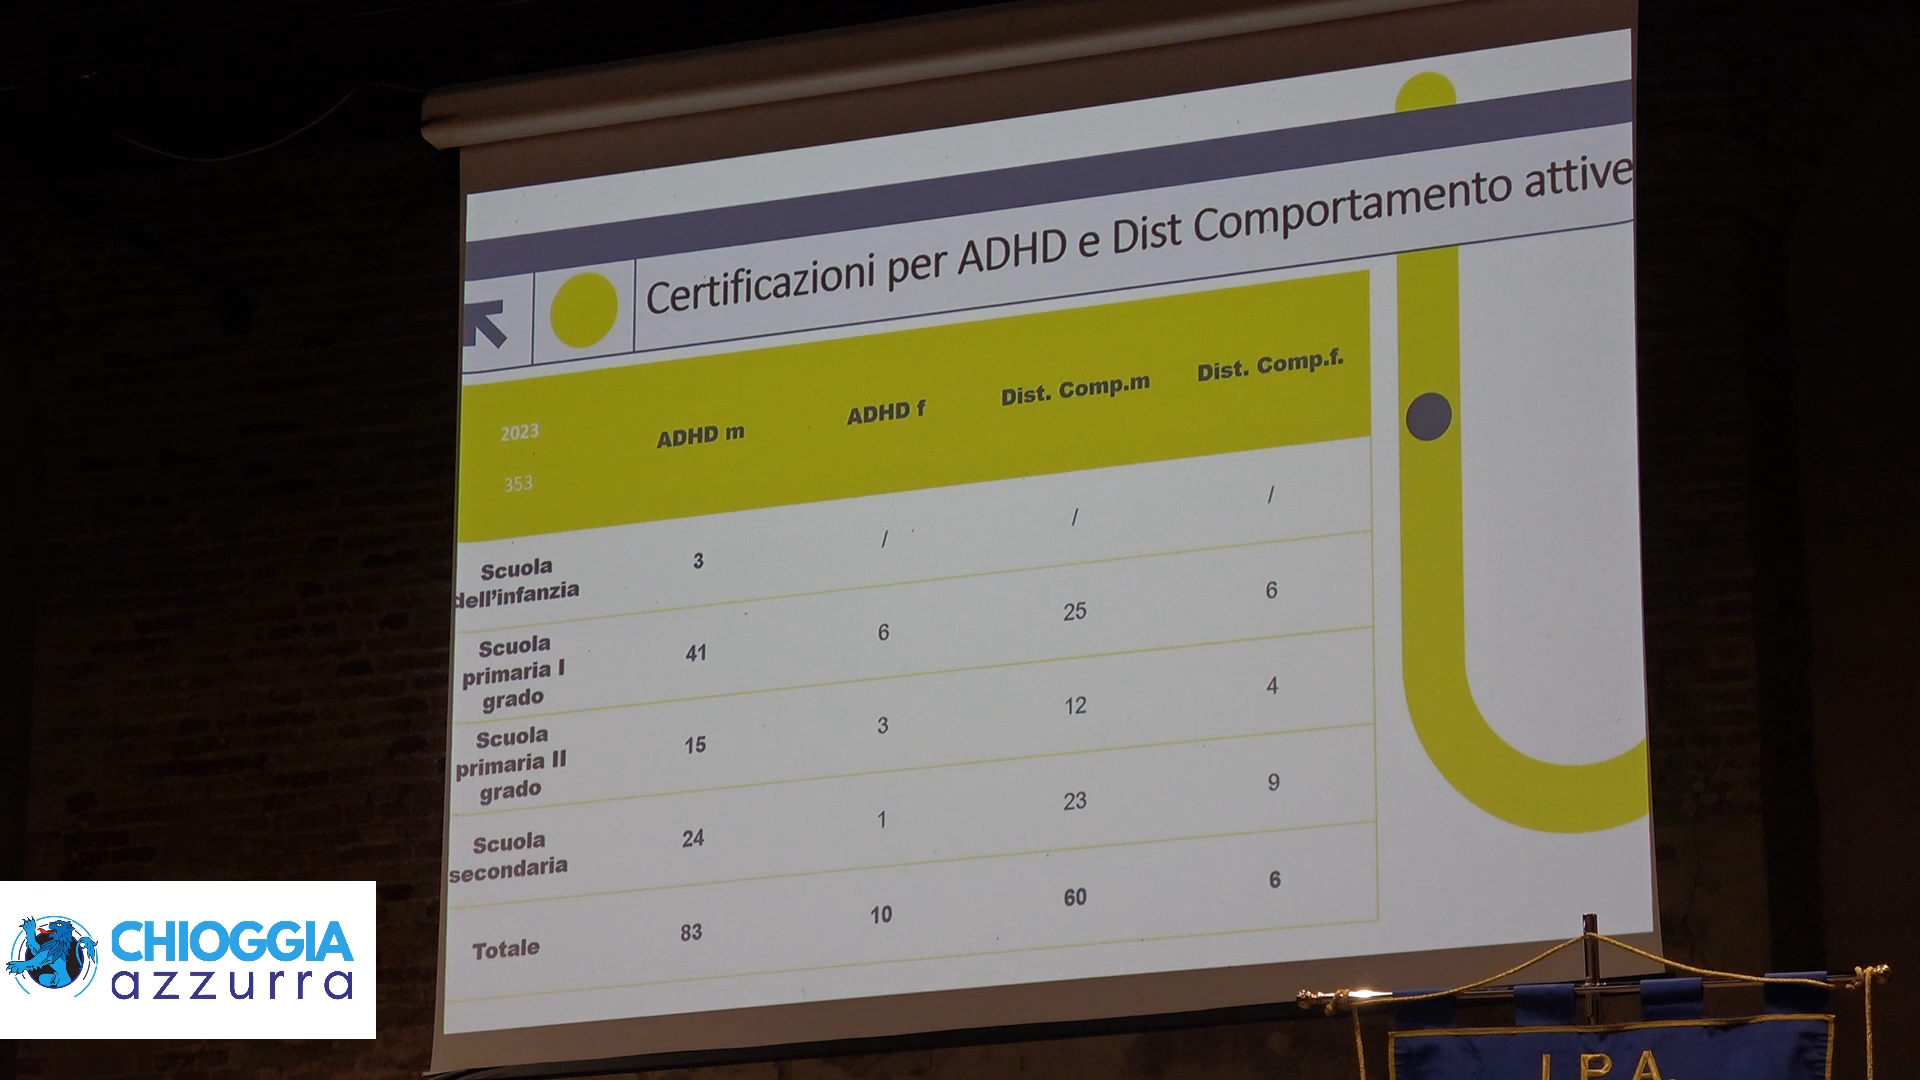 Certificazioni per ADHD e Dist Comportamento attive
2023
353
ADHD m
ADHD f
Dist. Comp.m
Dist. Comp.f.
Scuola
dell'infanzia
3
/
/
/
Scuola
primaria I
grado
41
6
25
6
Scuola
primaria II
grado
15
3
12
4
Scuola
secondaria
24
1
23
9
Totale
83
10
60
6
CHIOGGIA
azzurra
I.P.A.